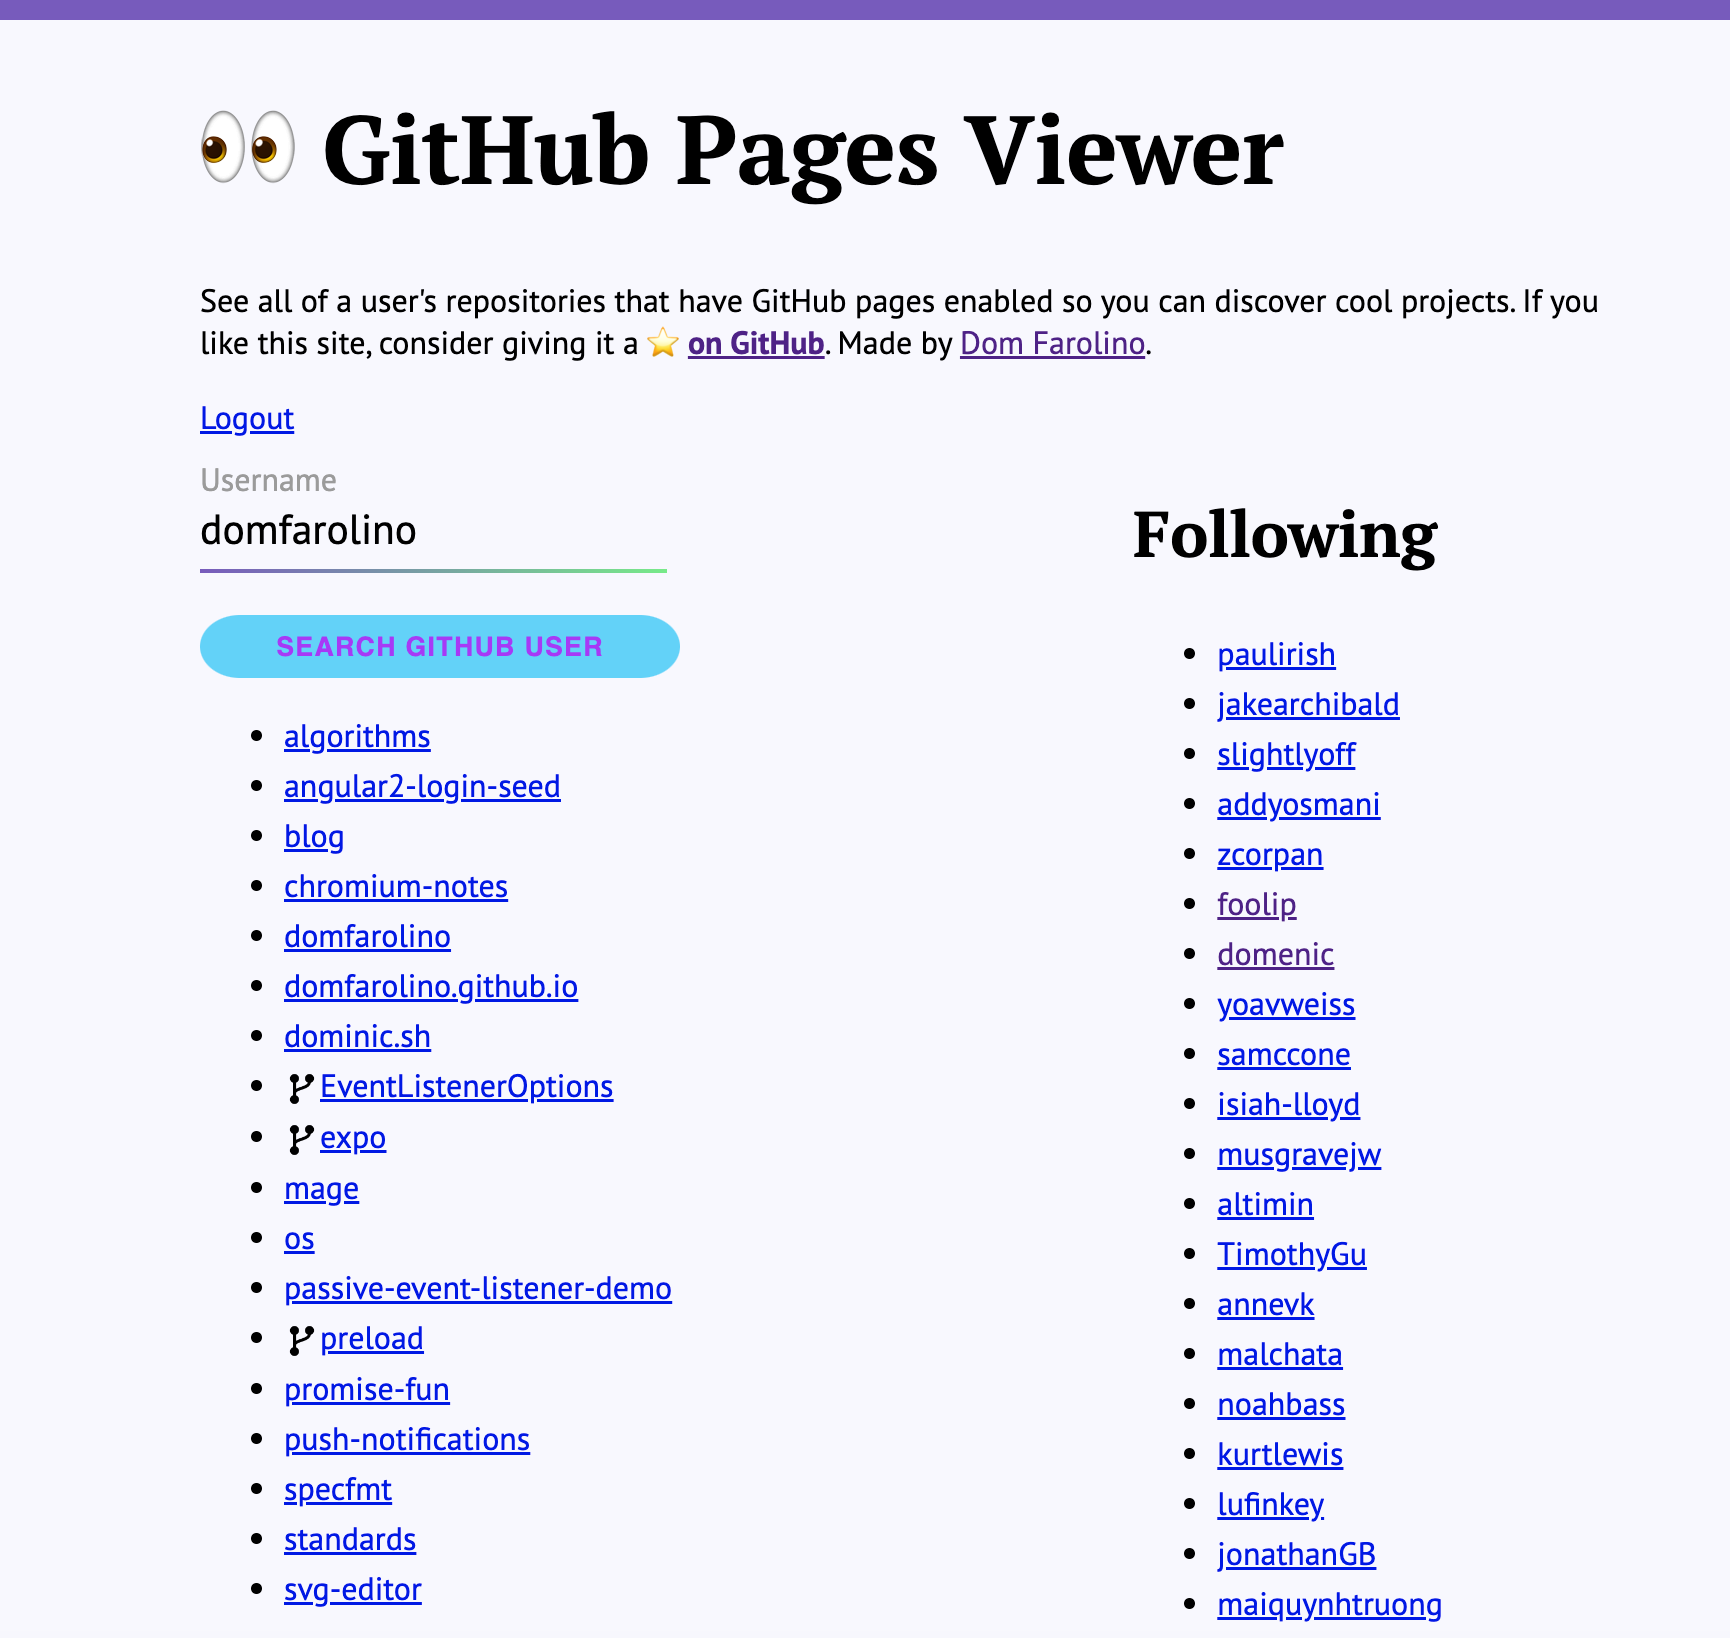 👀 GitHub Pages Viewer
See all of a user's repositories that have GitHub pages enabled so you can discover cool projects. If you
like this site, consider giving it a ⭐ on GitHub. Made by Dom Farolino.
Logout
Username
domfarolino
SEARCH GITHUB USER
algorithms
angular2-login-seed
blog
chromium-notes
domfarolino
domfarolino.github.io
dominic.sh
EventListenerOptions
expo
mage
os
passive-event-listener-demo
preload
promise-fun
push-notifications
specfmt
standards
svg-editor
Following
paulirish
jakearchibald
slightlyoff
addyosmani
zcorpan
foolip
domenic
yoavweiss
samccone
isiah-lloyd
musgravejw
altimin
TimothyGu
annevk
malchata
noahbass
kurtlewis
lufinkey
jonathanGB
maiquynhtruong